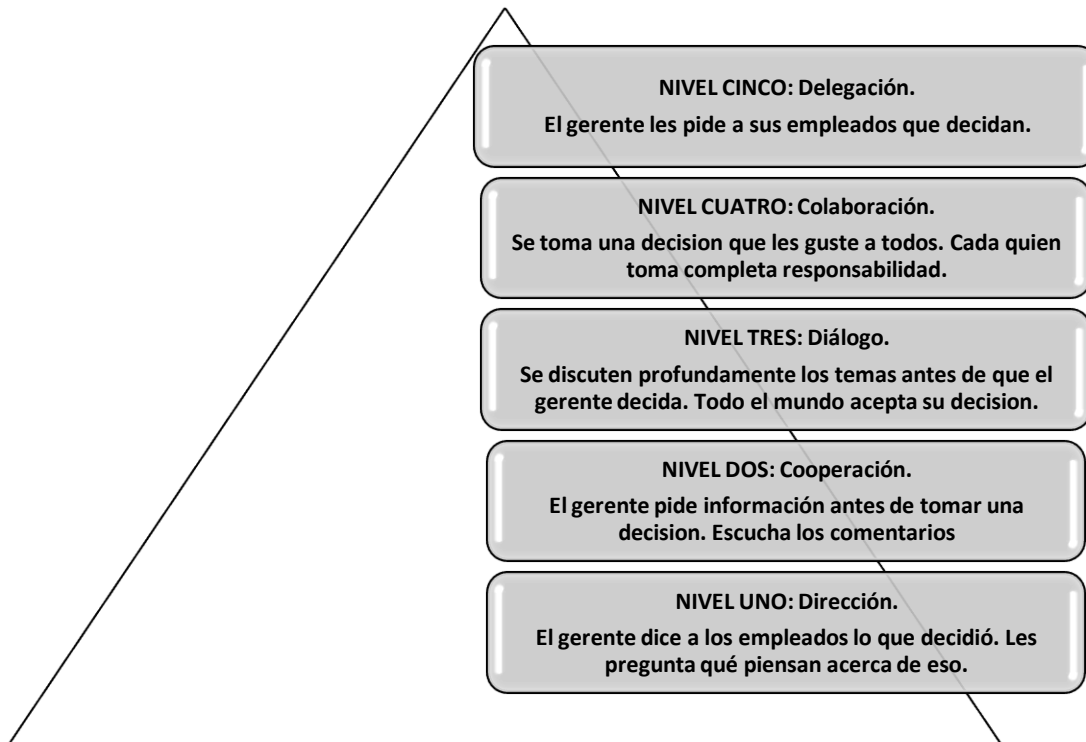 NIVEL CINCO: Delegación.
El gerente les pide a sus empleados que decidan.
NIVEL CUATRO: Colaboración.
Se toma una decision que les guste a todos. Cada quien
toma completa responsabilidad.
NIVEL TRES: Diálogo.
Se discuten profundamente los temas antes de que el
gerente decida. Todo el mundo acepta su decision.
NIVEL DOS: Cooperación.
El gerente pide información antes de tomar una
decision. Escucha los comentarios
NIVEL UNO: Dirección.
El gerente dice a los empleados lo que decidió. Les
pregunta qué piensan acerca de eso.